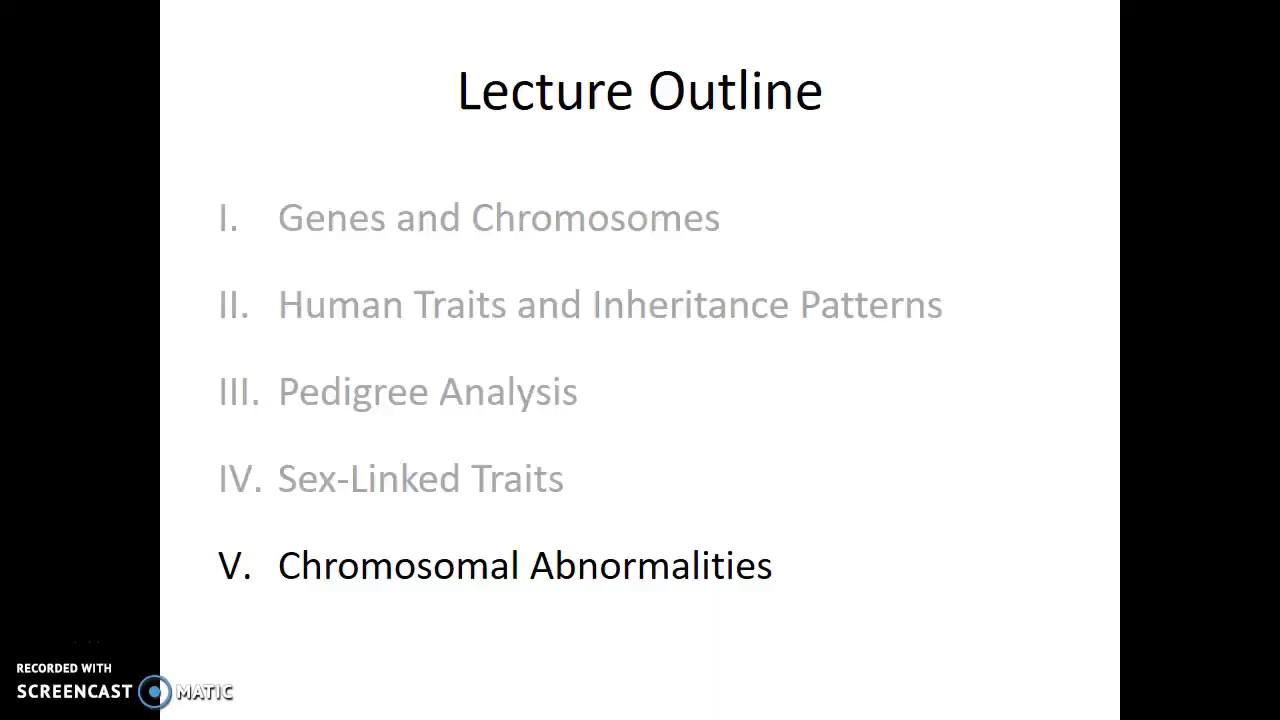 Lecture Outline
I. Genes and Chromosomes
II. Human Traits and Inheritance Patterns
III. Pedigree Analysis
IV. Sex-Linked Traits
V. Chromosomal Abnormalities
RECORDED WITH
SCREENCAST MATIC